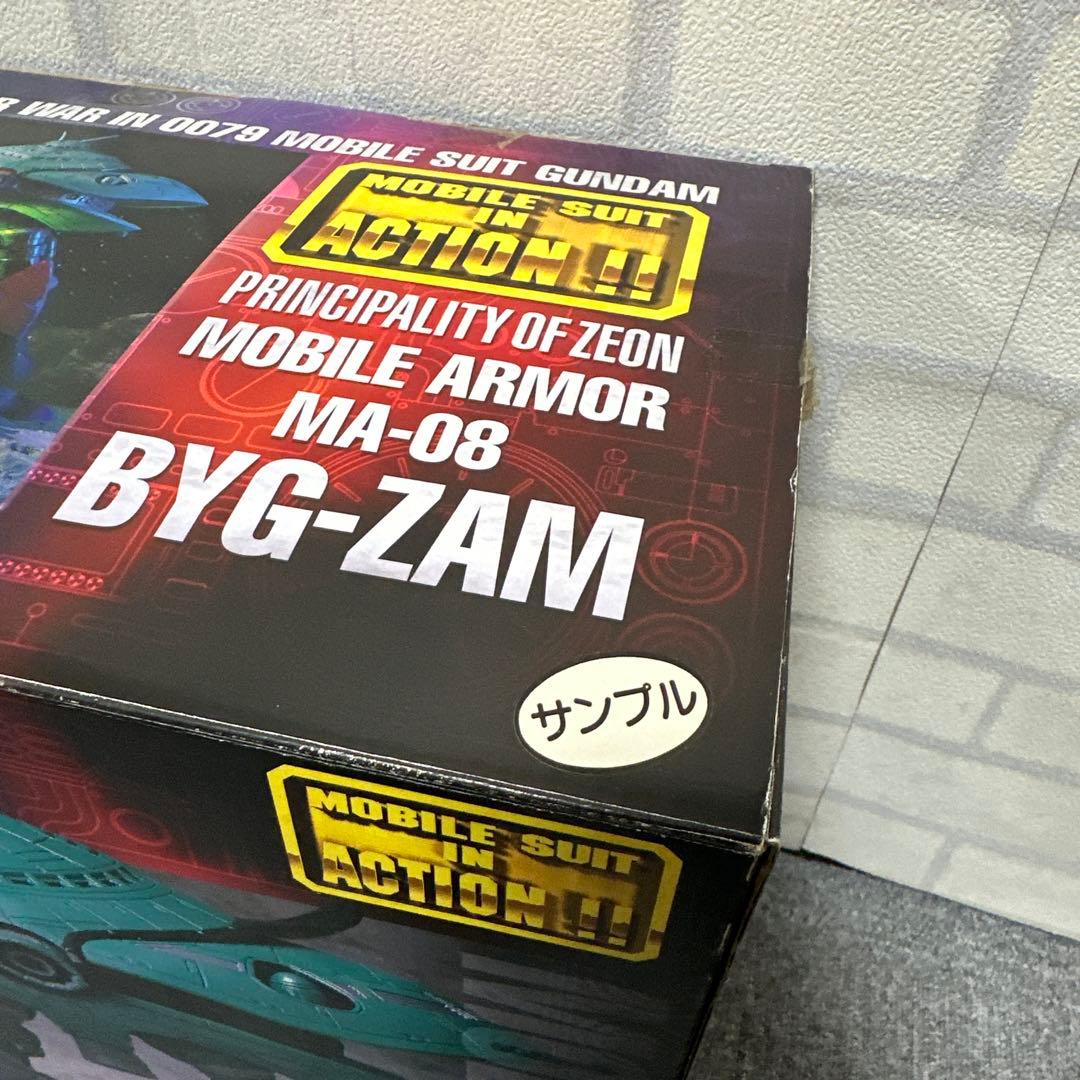 WAR IN 0079 MOBILE SUIT GUNDAM
MOBILE SUIT
IN
ACTION !!
PRINCIPALITY OF ZEON
MOBILE ARMOR
MA-08
BYG-ZAM
サンプル
MOBILE SUIT
IN
ACTION !!